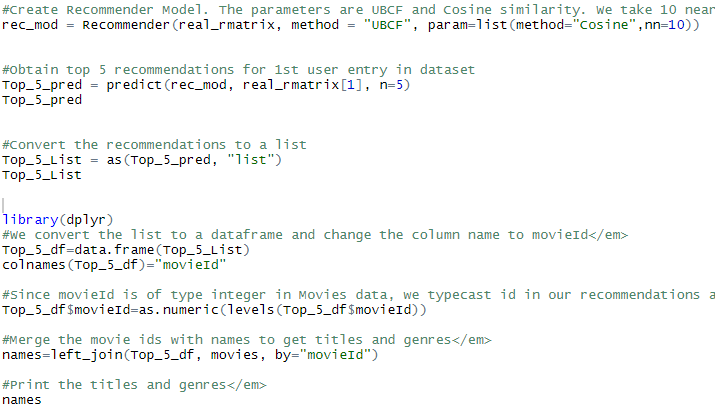 #Create Recommender Model. The parameters are UBCF and Cosine similarity. We take 10 near
rec_mod = Recommender(real_rmatrix, method = "UBCF", param=list(method="Cosine",nn=10))
#Obtain top 5 recommendations for 1st user entry in dataset
Top_5_pred = predict(rec_mod, real_rmatrix[1], n=5)
Top_5_pred
#Convert the recommendations to a list
Top_5_List = as(Top_5_pred, "list")
Top_5_List
library(dplyr)
#We convert the list to a dataframe and change the column name to movieId</em>
Top_5_df=data.frame(Top_5_List)
colnames(Top_5_df)="movieId"
#Since movieId is of type integer in Movies data, we typecast id in our recommendations a
Top_5_df$movieId=as.numeric(levels(Top_5_df$movieId))
#Merge the movie ids with names to get titles and genres</em>
names=left_join(Top_5_df, movies, by="movieId")
#Print the titles and genres</em>
names